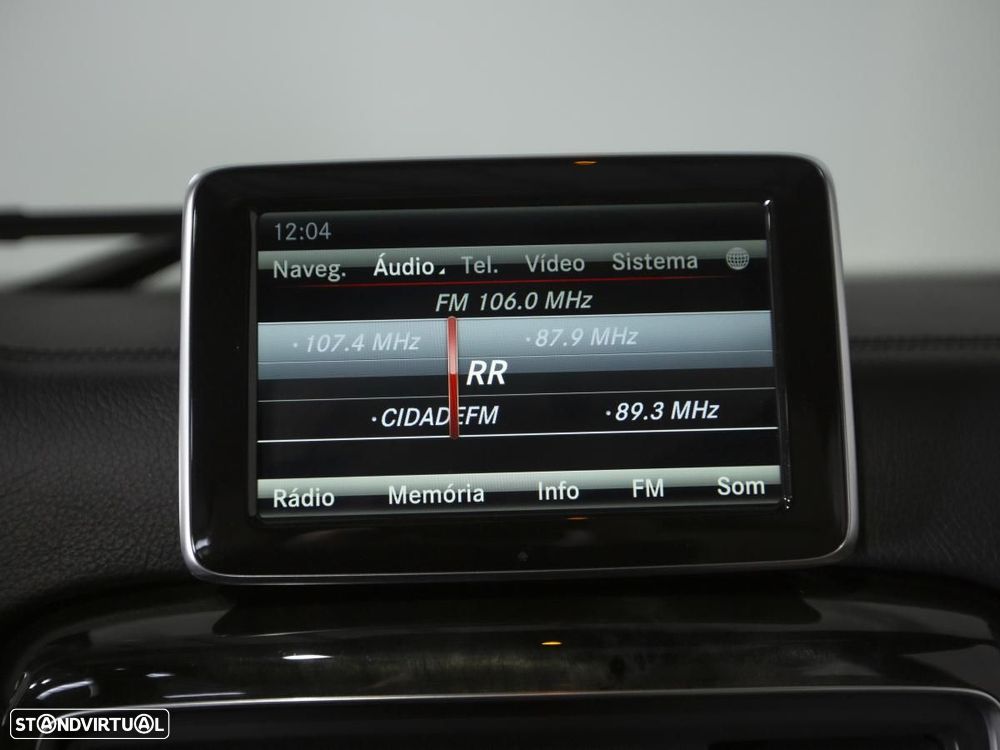 12:04
Naveg. Áudio Tel. Vídeo Sistema
FM 106.0 MHz
·107.4 MHz ·87.9 MHz
RR
·CIDADEFM ·89.3 MHz
Rádio Memória Info FM Som
STANDVIRTUAL